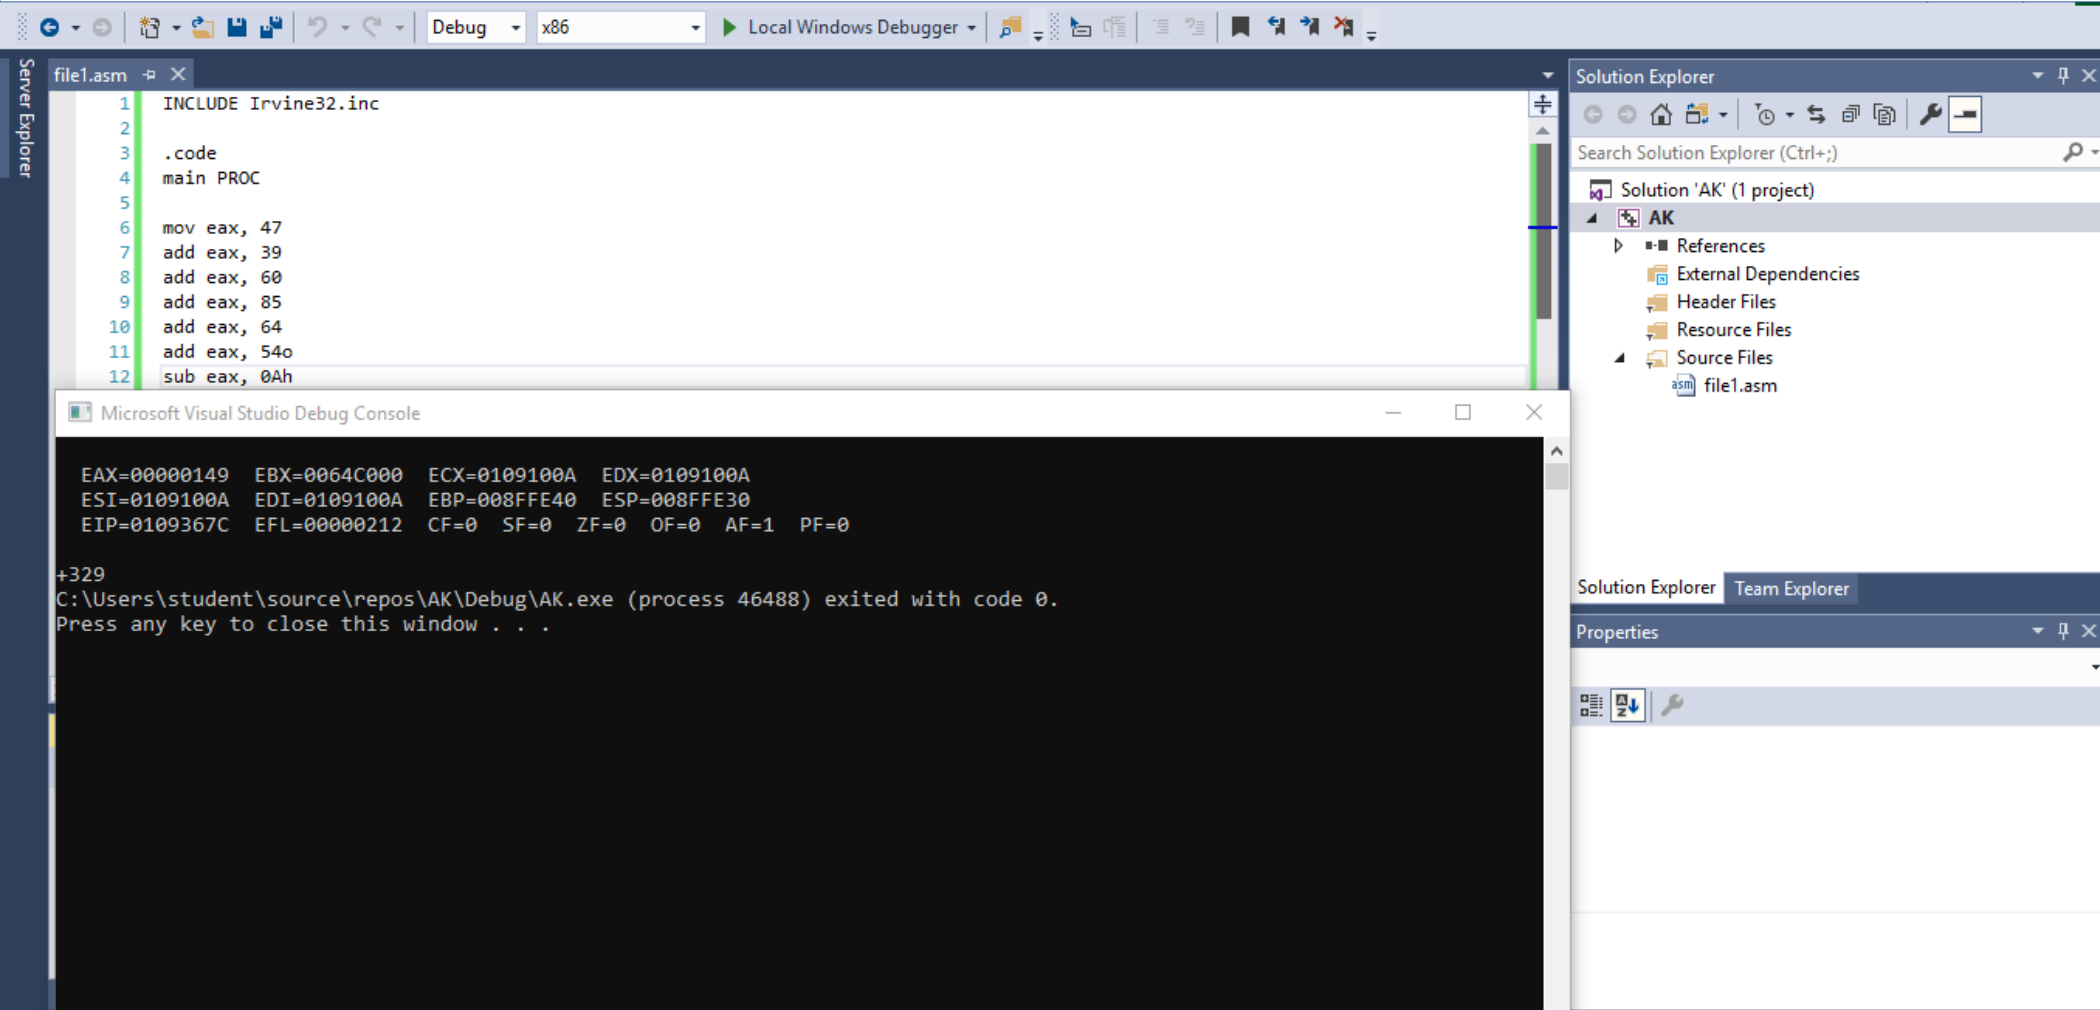 Debug x86 Local Windows Debugger
Server Explorer
file1.asm
1 INCLUDE Irvine32.inc
2
3 .code
4 main PROC
5
6 mov eax, 47
7 add eax, 39
8 add eax, 60
9 add eax, 85
10 add eax, 64
11 add eax, 54o
12 sub eax, 0Ah
Microsoft Visual Studio Debug Console
EAX=00000149 EBX=0064C000 ECX=0109100A EDX=0109100A
ESI=0109100A EDI=0109100A EBP=008FFE40 ESP=008FFE30
EIP=0109367C EFL=00000212 CF=0 SF=0 ZF=0 OF=0 AF=1 PF=0
+329
C:\Users\student\source\repos\AK\Debug\AK.exe (process 46488) exited with code 0.
Press any key to close this window . . .
Solution Explorer
Search Solution Explorer (Ctrl+;)
Solution 'AK' (1 project)
AK
References
External Dependencies
Header Files
Resource Files
Source Files
asm file1.asm
Solution Explorer Team Explorer
Properties